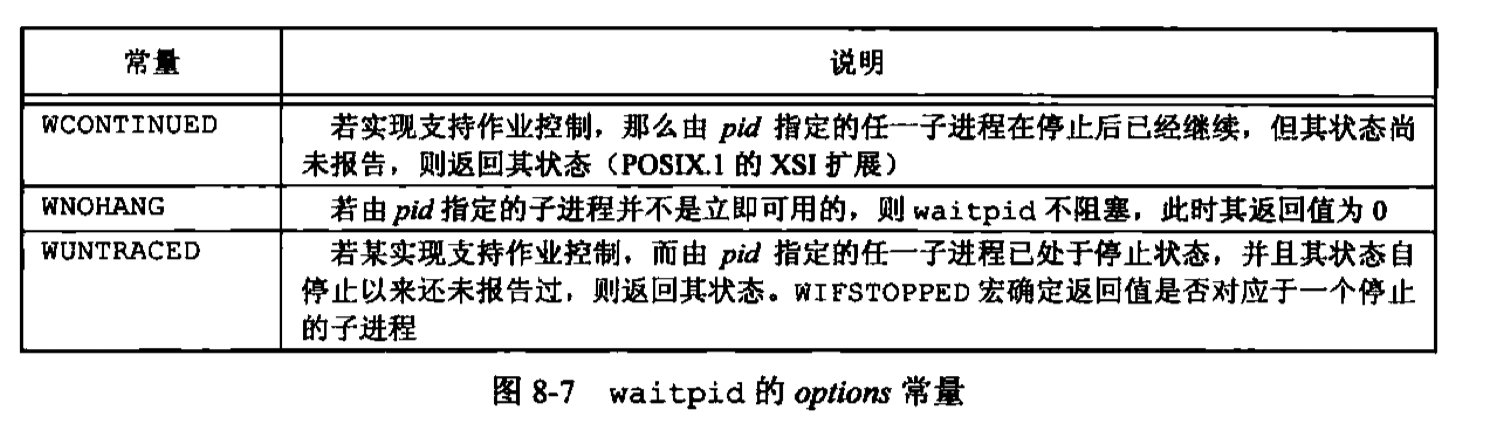 常量 说明
WCONTINUED 若实现支持作业控制，那么由 pid 指定的任一子进程在停止后已经继续，但其状态尚
未报告，则返回其状态（POSIX.1 的 XSI 扩展）
WNOHANG 若由 pid 指定的子进程并不是立即可用的，则 waitpid 不阻塞，此时其返回值为 0
WUNTRACED 若某实现支持作业控制，而由 pid 指定的任一子进程已处于停止状态，并且其状态自
停止以来还未报告过，则返回其状态。WIFSTOPPED 宏确定返回值是否对应于一个停止
的子进程
图 8-7 waitpid 的 options 常量